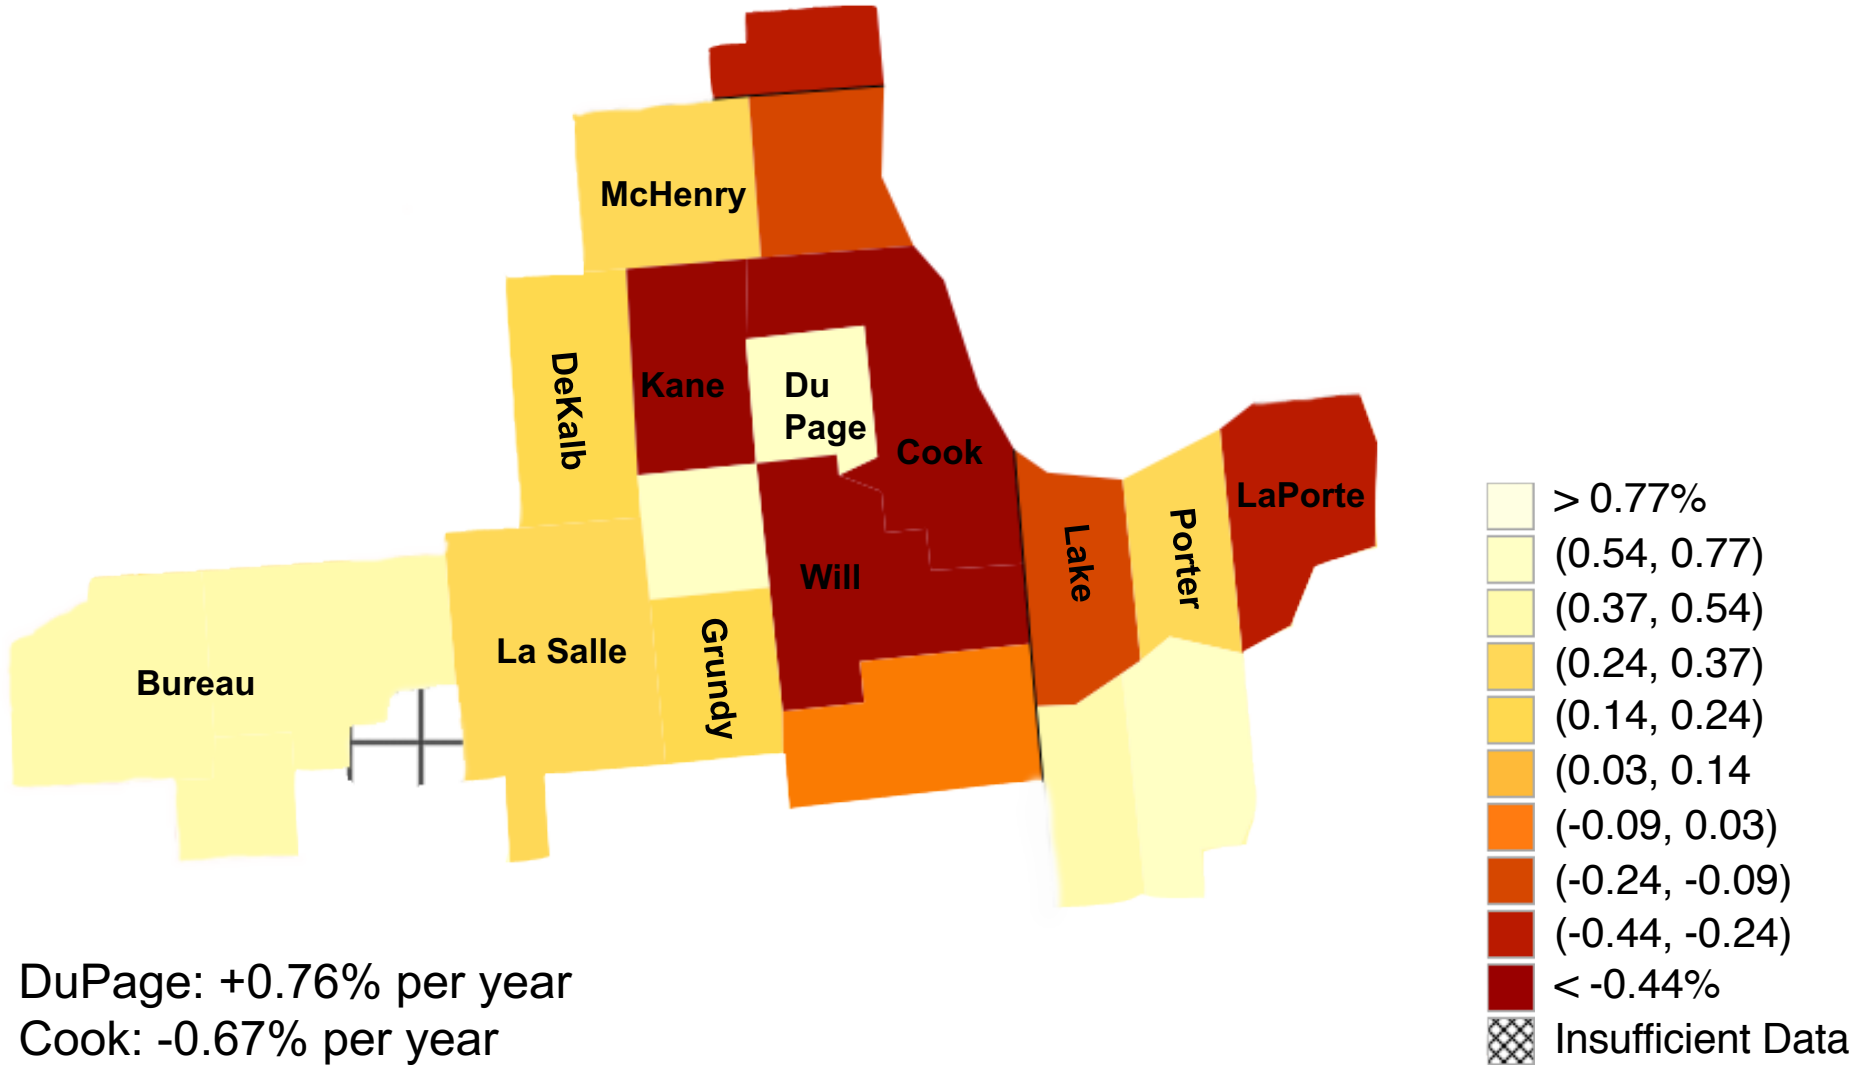 McHenry
DeKalb
Kane
Du
Page
Cook
LaPorte
Lake
Porter
Will
La Salle
Grundy
Bureau
> 0.77%
(0.54, 0.77)
(0.37, 0.54)
(0.24, 0.37)
(0.14, 0.24)
(0.03, 0.14
(-0.09, 0.03)
(-0.24, -0.09)
(-0.44, -0.24)
< -0.44%
Insufficient Data
DuPage: +0.76% per year
Cook: -0.67% per year